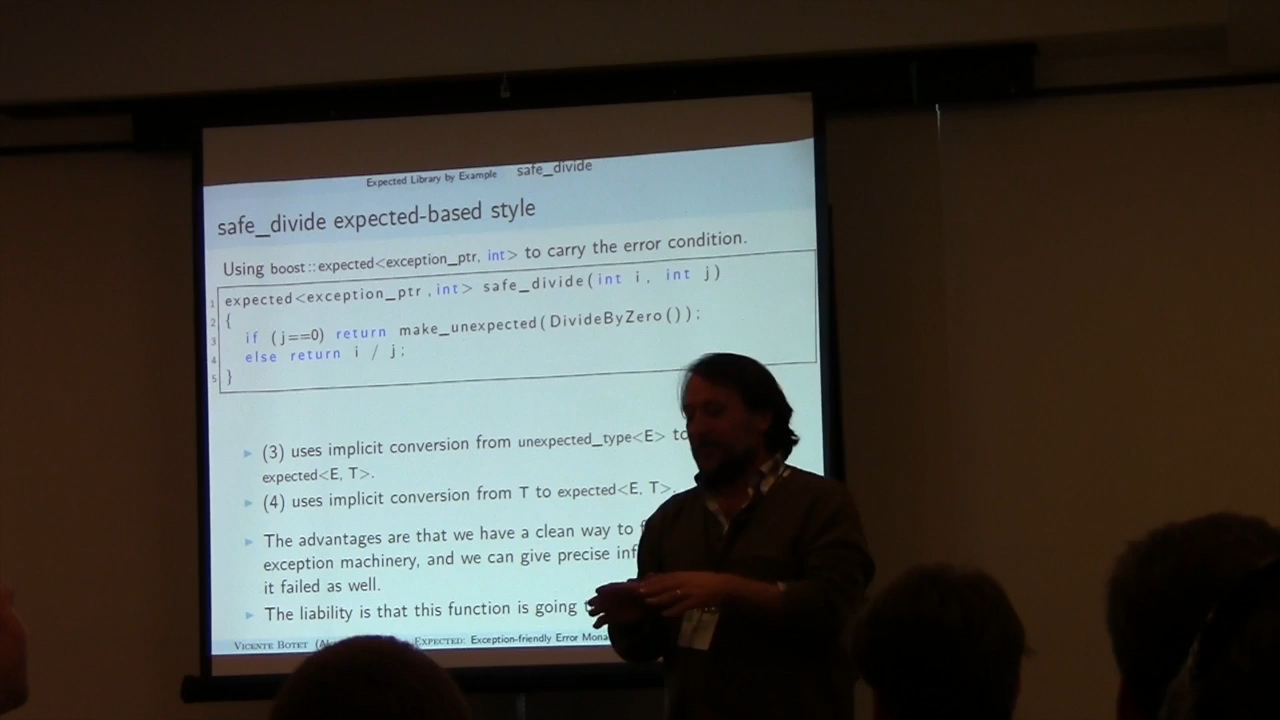 Expected Library by Example safe_divide
safe_divide expected-based style
Using boost::expected<exception_ptr, int> to carry the error condition.
1 expected<exception_ptr,int> safe_divide(int i, int j)
2 {
3 if (j==0) return make_unexpected(DivideByZero());
4 else return i / j;
5 }
(3) uses implicit conversion from unexpected_type<E> to
expected<E, T>.
(4) uses implicit conversion from T to expected<E, T>.
The advantages are that we have a clean way to
exception machinery, and we can give precise inf
it failed as well.
The liability is that this function is going
VICENTE BOTET EXPECTED: Exception-friendly Error Mona